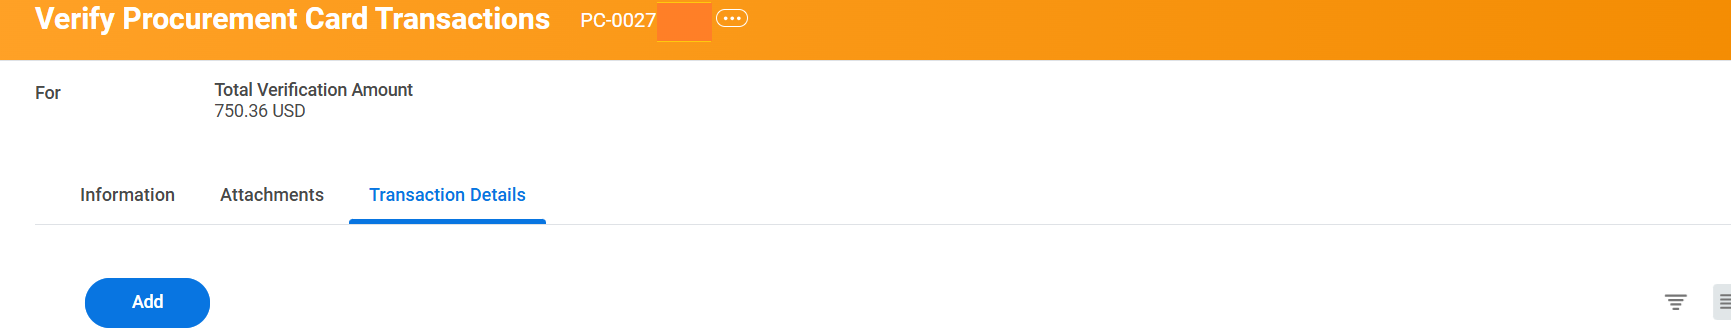 Verify Procurement Card Transactions PC-0027
For
Total Verification Amount
750.36 USD
Information Attachments Transaction Details
Add